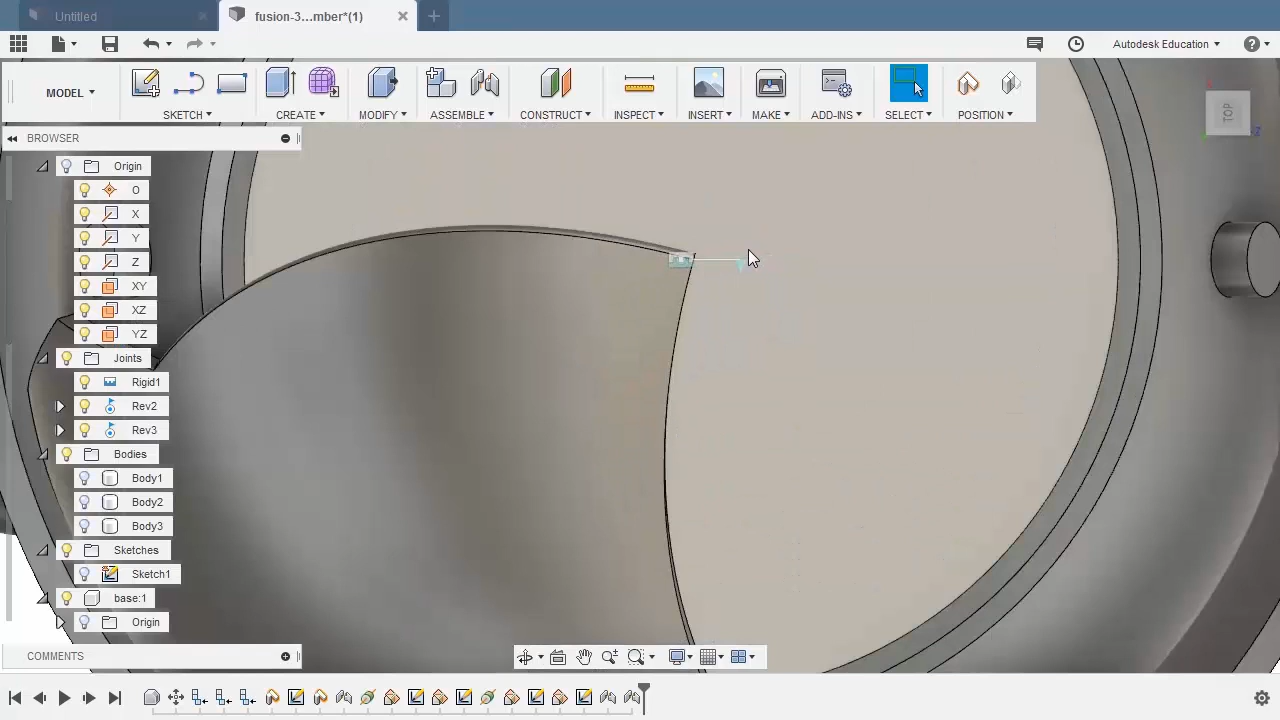 Untitled
fusion-3...mber*(1)
Autodesk Education
MODEL
SKETCH
CREATE
MODIFY
ASSEMBLE
CONSTRUCT
INSPECT
INSERT
MAKE
ADD-INS
SELECT
POSITION
TOP
BROWSER
Origin
O
X
Y
Z
XY
XZ
YZ
Joints
Rigid1
Rev2
Rev3
Bodies
Body1
Body2
Body3
Sketches
Sketch1
base:1
Origin
COMMENTS